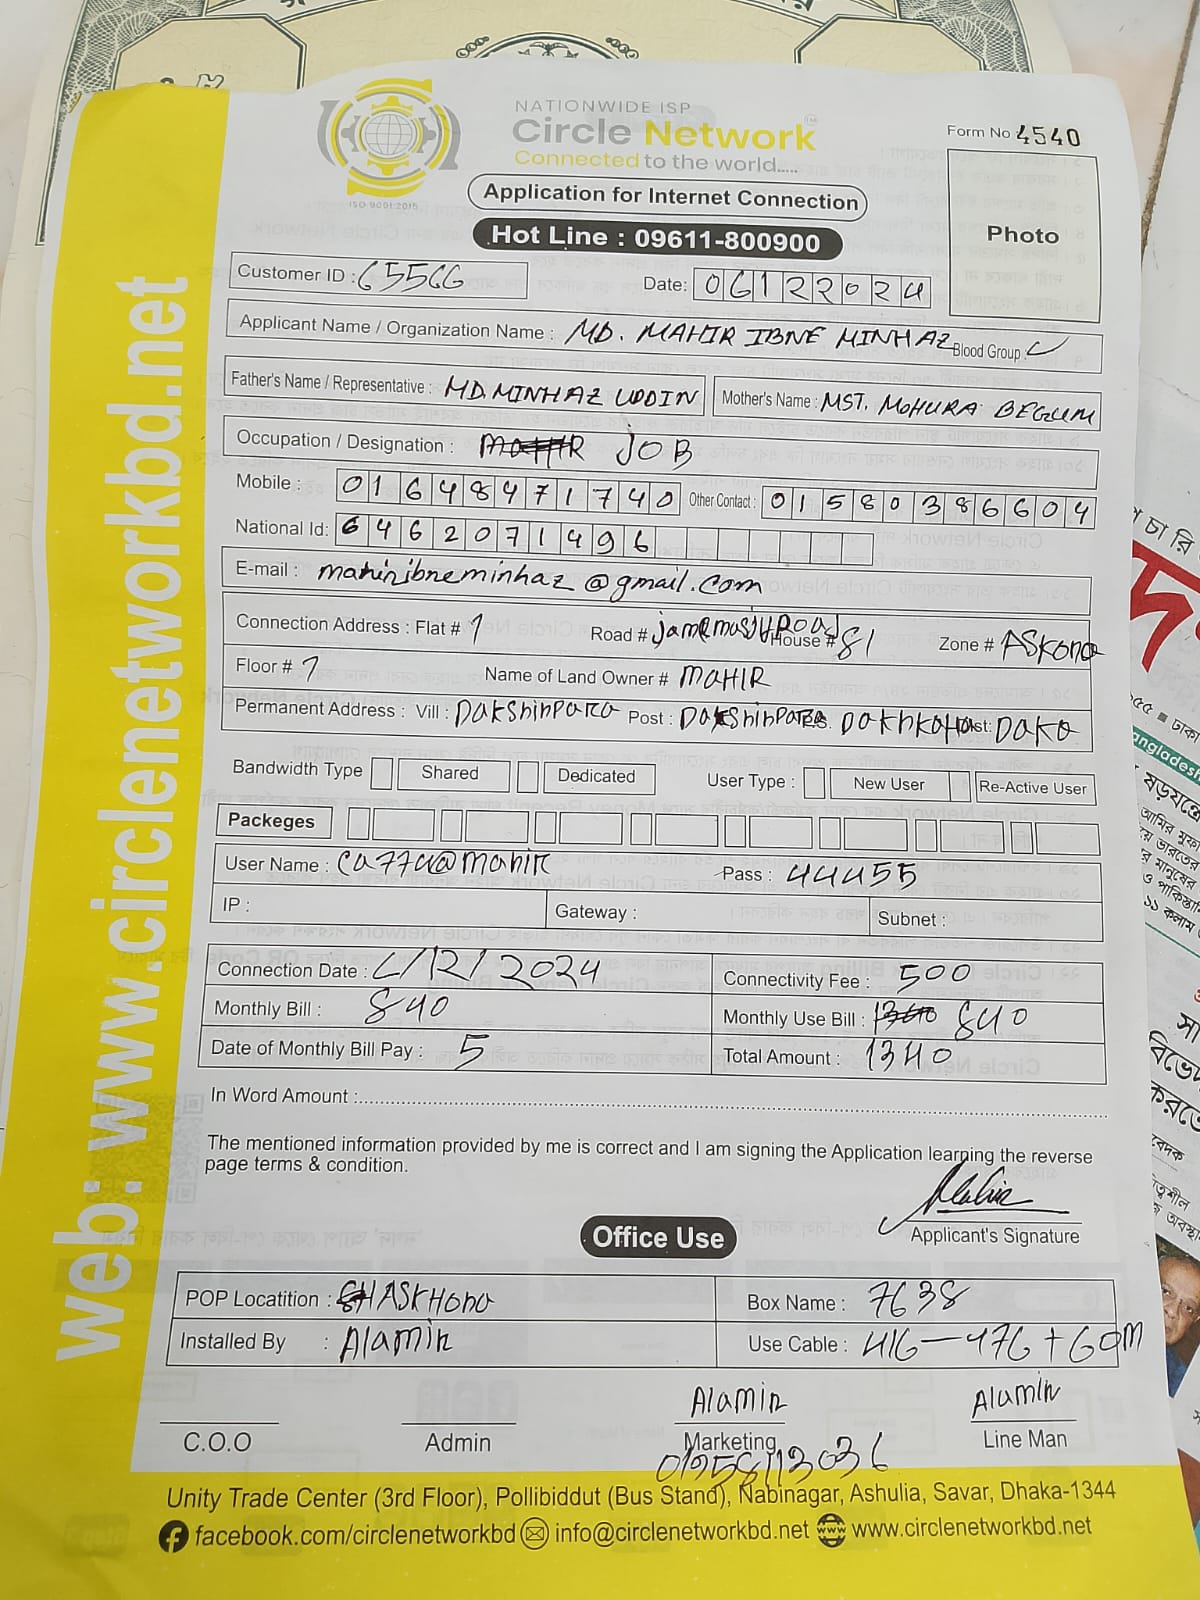 NATIONWIDE ISP
Circle Network
Connected to the world.....
ISO 9001:2015
Form No 4540
Application for Internet Connection
Hot Line : 09611-800900
Photo
Customer ID : 65566
Date: 06122024
Applicant Name / Organization Name : MD. MAHIR IBNE MINHAZ Blood Group :
Father's Name / Representative : MD. MINHAZ UDDIN Mother's Name : MST. MOHURA BEGUM
Occupation / Designation : JOB
Mobile : 01648471740 Other Contact : 01580386604
National Id: 6462071496
E-mail : mahiribneminhaz@gmail.com
Connection Address : Flat # 7 Road # House # 81 Zone # ASKONA
Floor # 7 Name of Land Owner # MAHIR
Permanent Address : Vill : DAKShinPARA Post : DAKShinPARA DAKhKAhA DAKA
Bandwidth Type Shared Dedicated User Type : New User Re-Active User
Packeges
User Name : Pass : 44455
IP : Gateway : Subnet :
Connection Date : 6/12/2024 Connectivity Fee : 500
Monthly Bill : 840 Monthly Use Bill : 840
Date of Monthly Bill Pay : 5 Total Amount : 1340
In Word Amount :
The mentioned information provided by me is correct and I am signing the Application learning the reverse
page terms & condition.
Applicant's Signature
Office Use
POP Locatition : ASKHONA Box Name : 7638
Installed By : Alamin Use Cable : 416-476+60M
Alamin Alamin
C.O.O Admin Marketing Line Man
Unity Trade Center (3rd Floor), Pollibiddut (Bus Stand), Nabinagar, Ashulia, Savar, Dhaka-1344
facebook.com/circlenetworkbd info@circlenetworkbd.net www.circlenetworkbd.net
web: www.circlenetworkbd.net